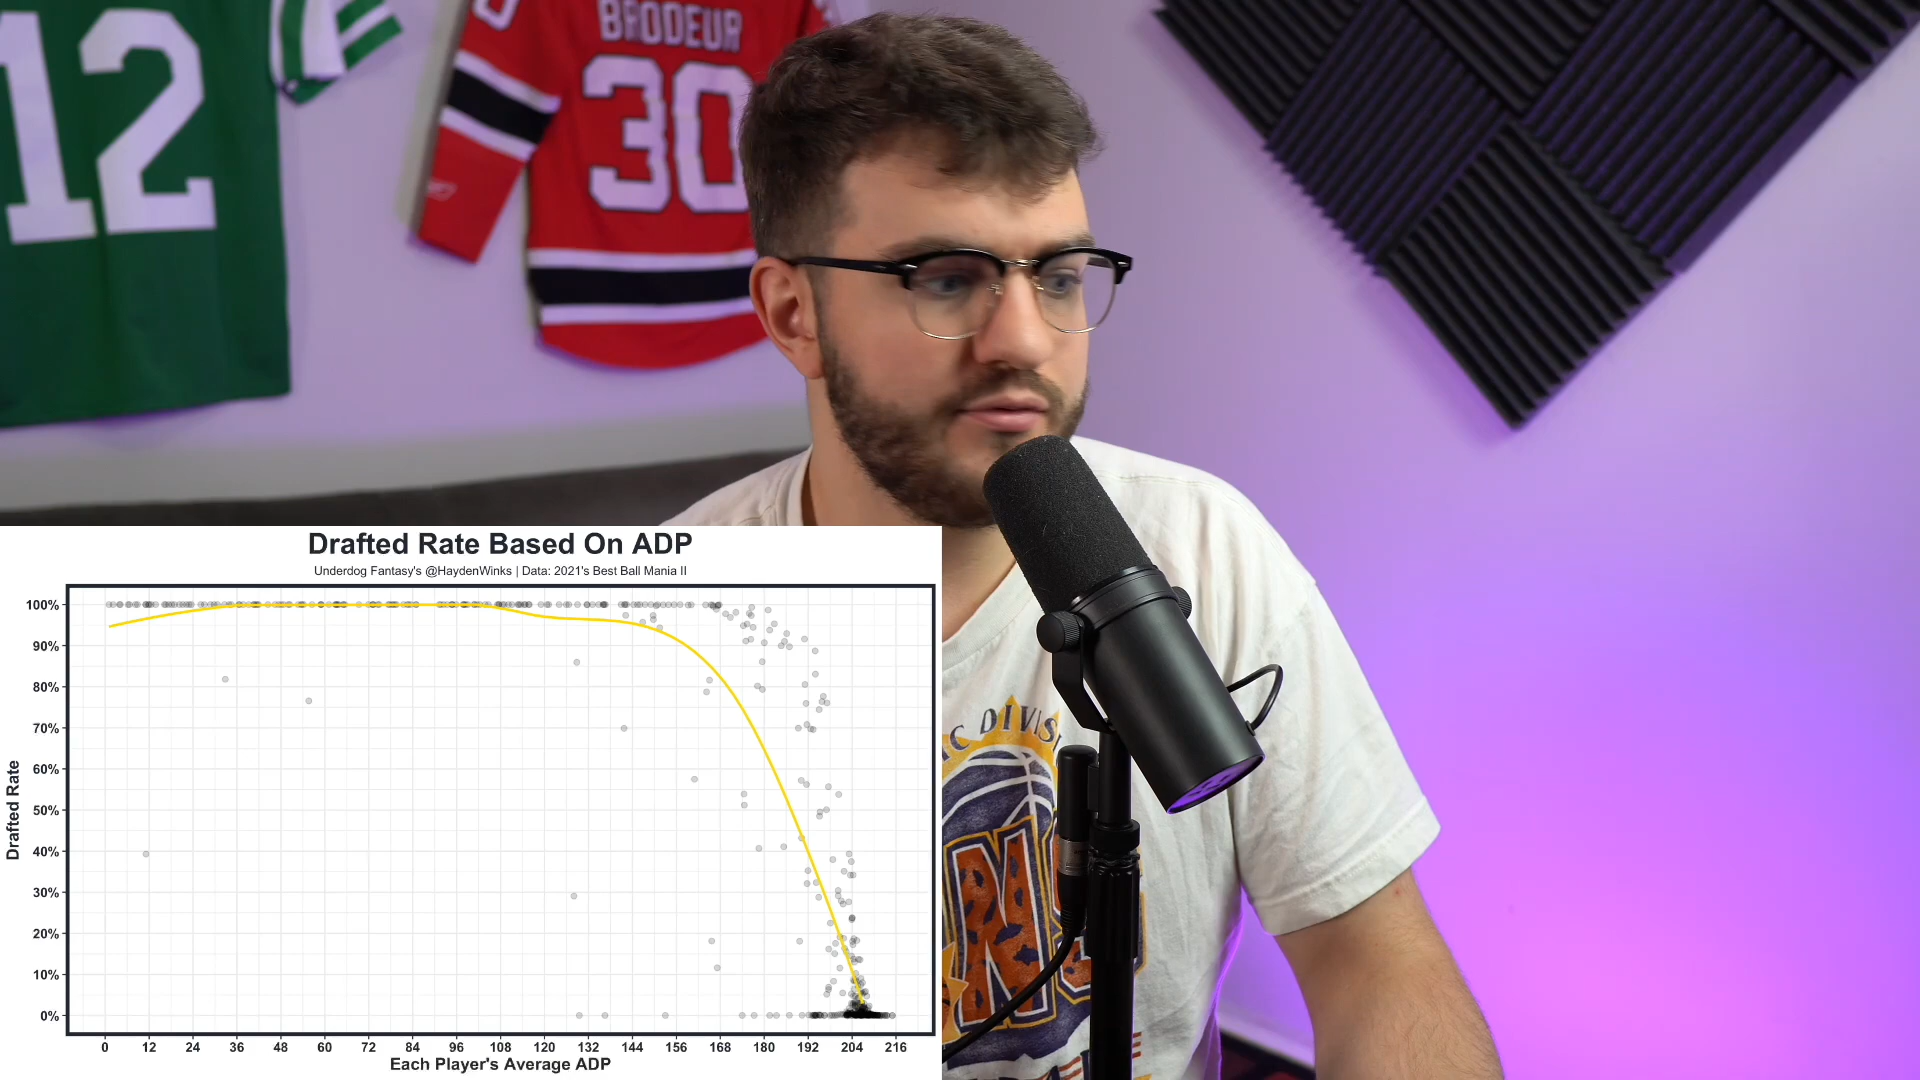 12
BRODEUR
30
Drafted Rate Based On ADP
Underdog Fantasy's @HaydenWinks | Data: 2021's Best Ball Mania II
100%
90%
80%
70%
60%
50%
40%
30%
20%
10%
0%
Drafted Rate
0 12 24 36 48 60 72 84 96 108 120 132 144 156 168 180 192 204 216
Each Player's Average ADP